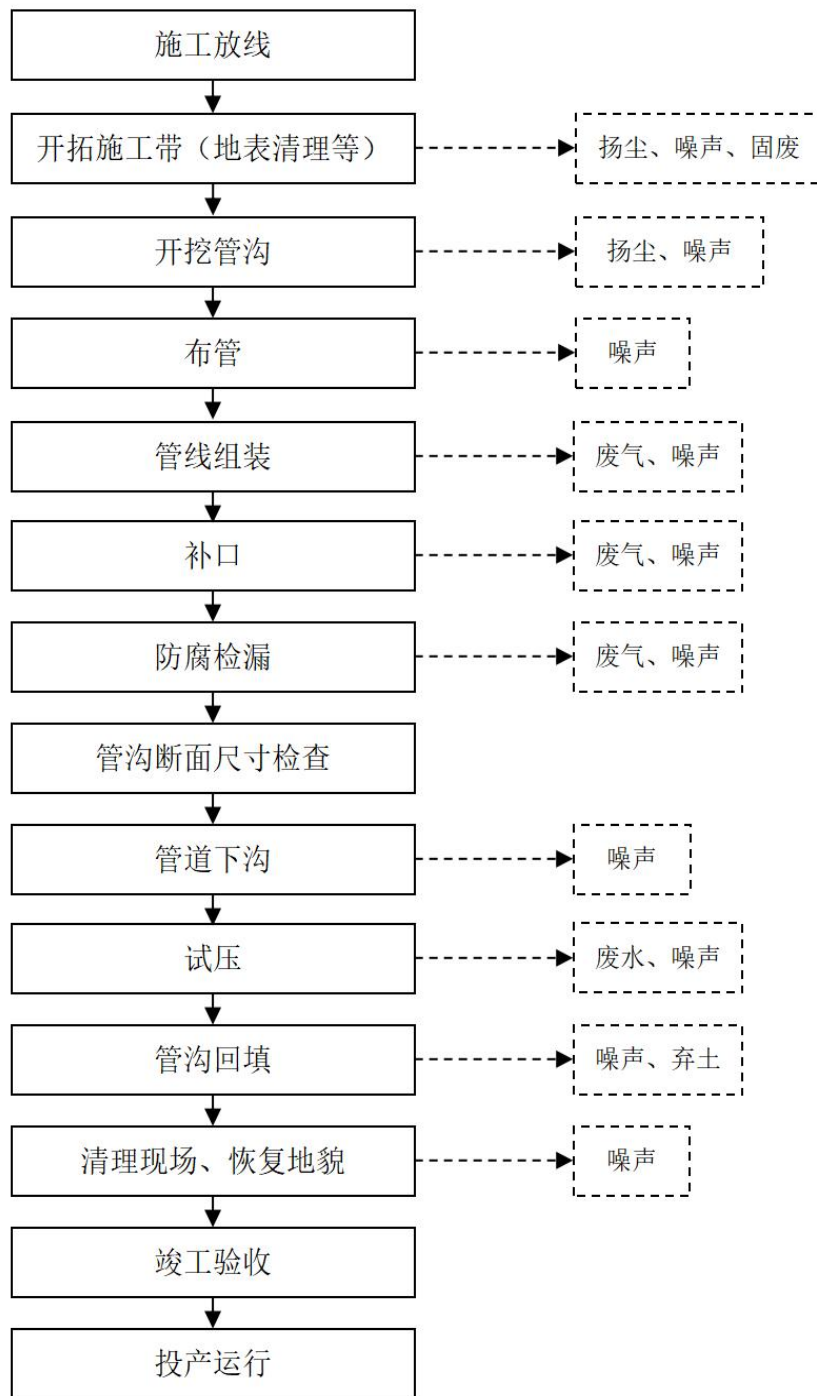 施工放线
开拓施工带（地表清理等）
扬尘、噪声、固废
开挖管沟
扬尘、噪声
布管
噪声
管线组装
废气、噪声
补口
废气、噪声
防腐检漏
废气、噪声
管沟断面尺寸检查
管道下沟
噪声
试压
废水、噪声
管沟回填
噪声、弃土
清理现场、恢复地貌
噪声
竣工验收
投产运行